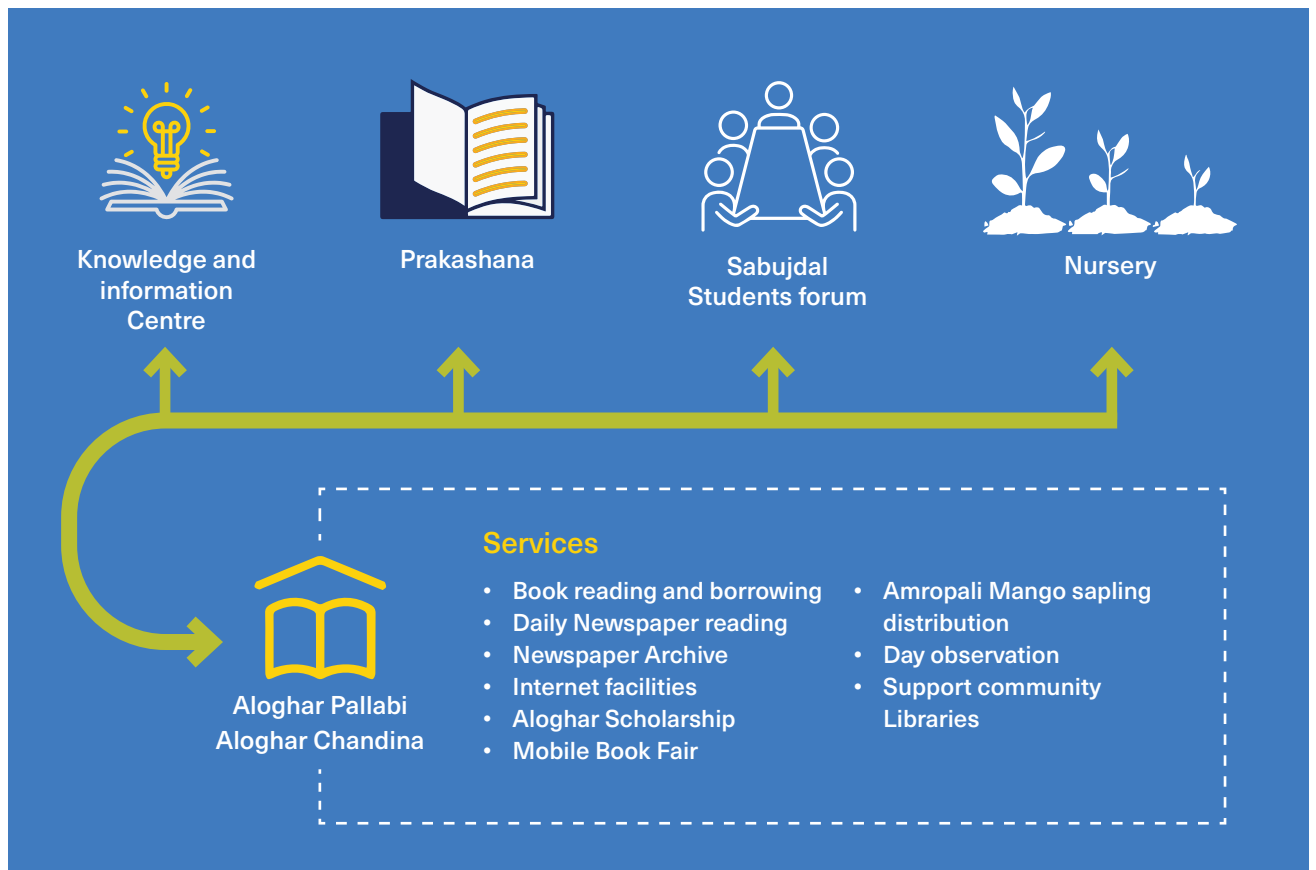 Knowledge and
information
Centre
Prakashana
Sabujdal
Students forum
Nursery
Aloghar Pallabi
Aloghar Chandina
Services
• Book reading and borrowing
• Daily Newspaper reading
• Newspaper Archive
• Internet facilities
• Aloghar Scholarship
• Mobile Book Fair
• Amropali Mango sapling
distribution
• Day observation
• Support community
Libraries